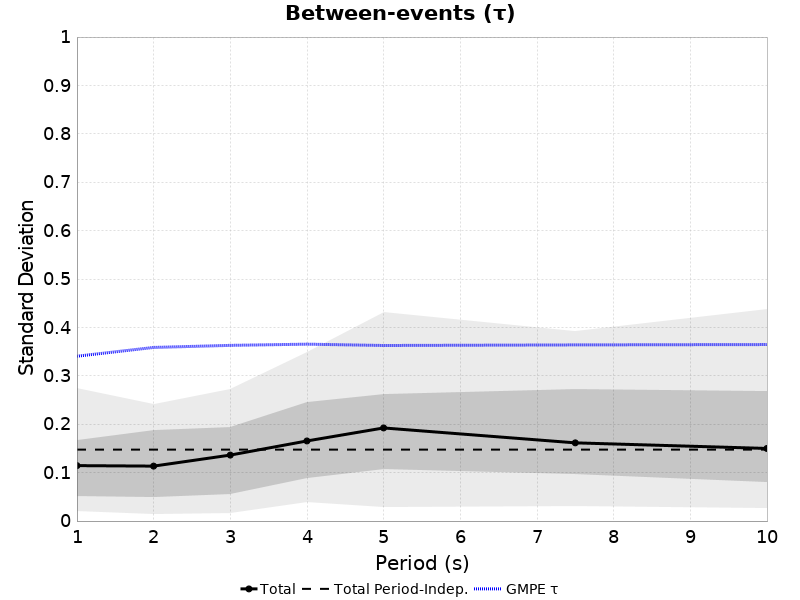 Between-events (τ)
1
0.9
0.8
0.7
0.6
0.5
0.4
0.3
0.2
0.1
0
Standard Deviation
1 2 3 4 5 6 7 8 9 10
Period (s)
Total Total Period-Indep. GMPE τ